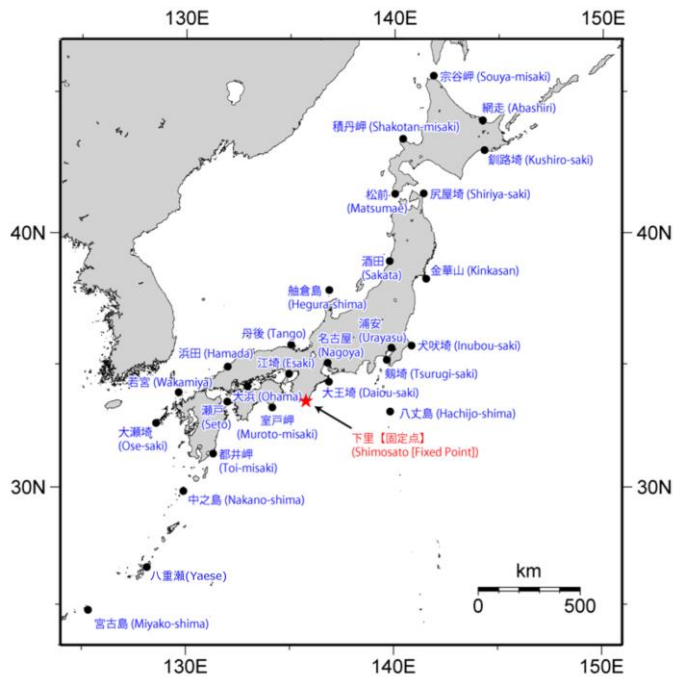 130E
140E
150E
宗谷岬 (Souya-misaki)
網走 (Abashiri)
積丹岬 (Shakotan-misaki)
釧路埼 (Kushiro-saki)
松前
(Matsumae)
尻屋埼 (Shiriya-saki)
40N
40N
酒田
(Sakata)
金華山 (Kinkasan)
舳倉島
(Hegura-shima)
浦安
(Urayasu)
丹後 (Tango)
名古屋
(Nagoya)
犬吠埼 (Inubou-saki)
浜田 (Hamada)
江埼 (Esaki)
剱埼 (Tsurugi-saki)
若宮 (Wakamiya)
大浜 (Ohama)
大王埼 (Daiou-saki)
瀬戸
(Seto)
室戸岬
(Muroto-misaki)
八丈島 (Hachijo-shima)
大瀬埼
(Ose-saki)
下里【固定点】
(Shimosato [Fixed Point])
都井岬
(Toi-misaki)
30N
30N
中之島 (Nakano-shima)
八重瀬(Yaese)
km
0
500
宮古島 (Miyako-shima)
130E
140E
150E